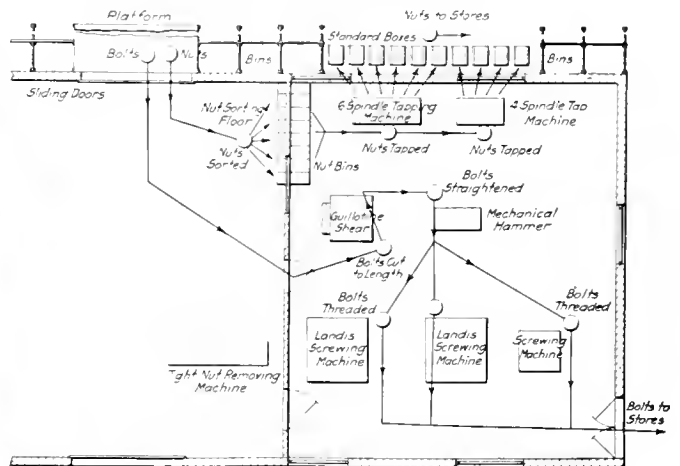 Platform
Nuts to Stores
Bolts
Nuts
Bins
Standard Boxes
Bins
Sliding Doors
Nut Sorting
Floor
6 Spindle Tapping
Machine
4 Spindle Tap
Machine
Nuts
Sorted
Nuts Tapped
Nuts Tapped
Nut Bins
Bolts
Straightened
Guillotine
Shear
Mechanical
Hammer
Bolts Cut
to Length
Bolts
Threaded
Bolts
Threaded
Landis
Screwing
Machine
Landis
Screwing
Machine
Screwing
Machine
Tight Nut Removing
Machine
Bolts to
Stores